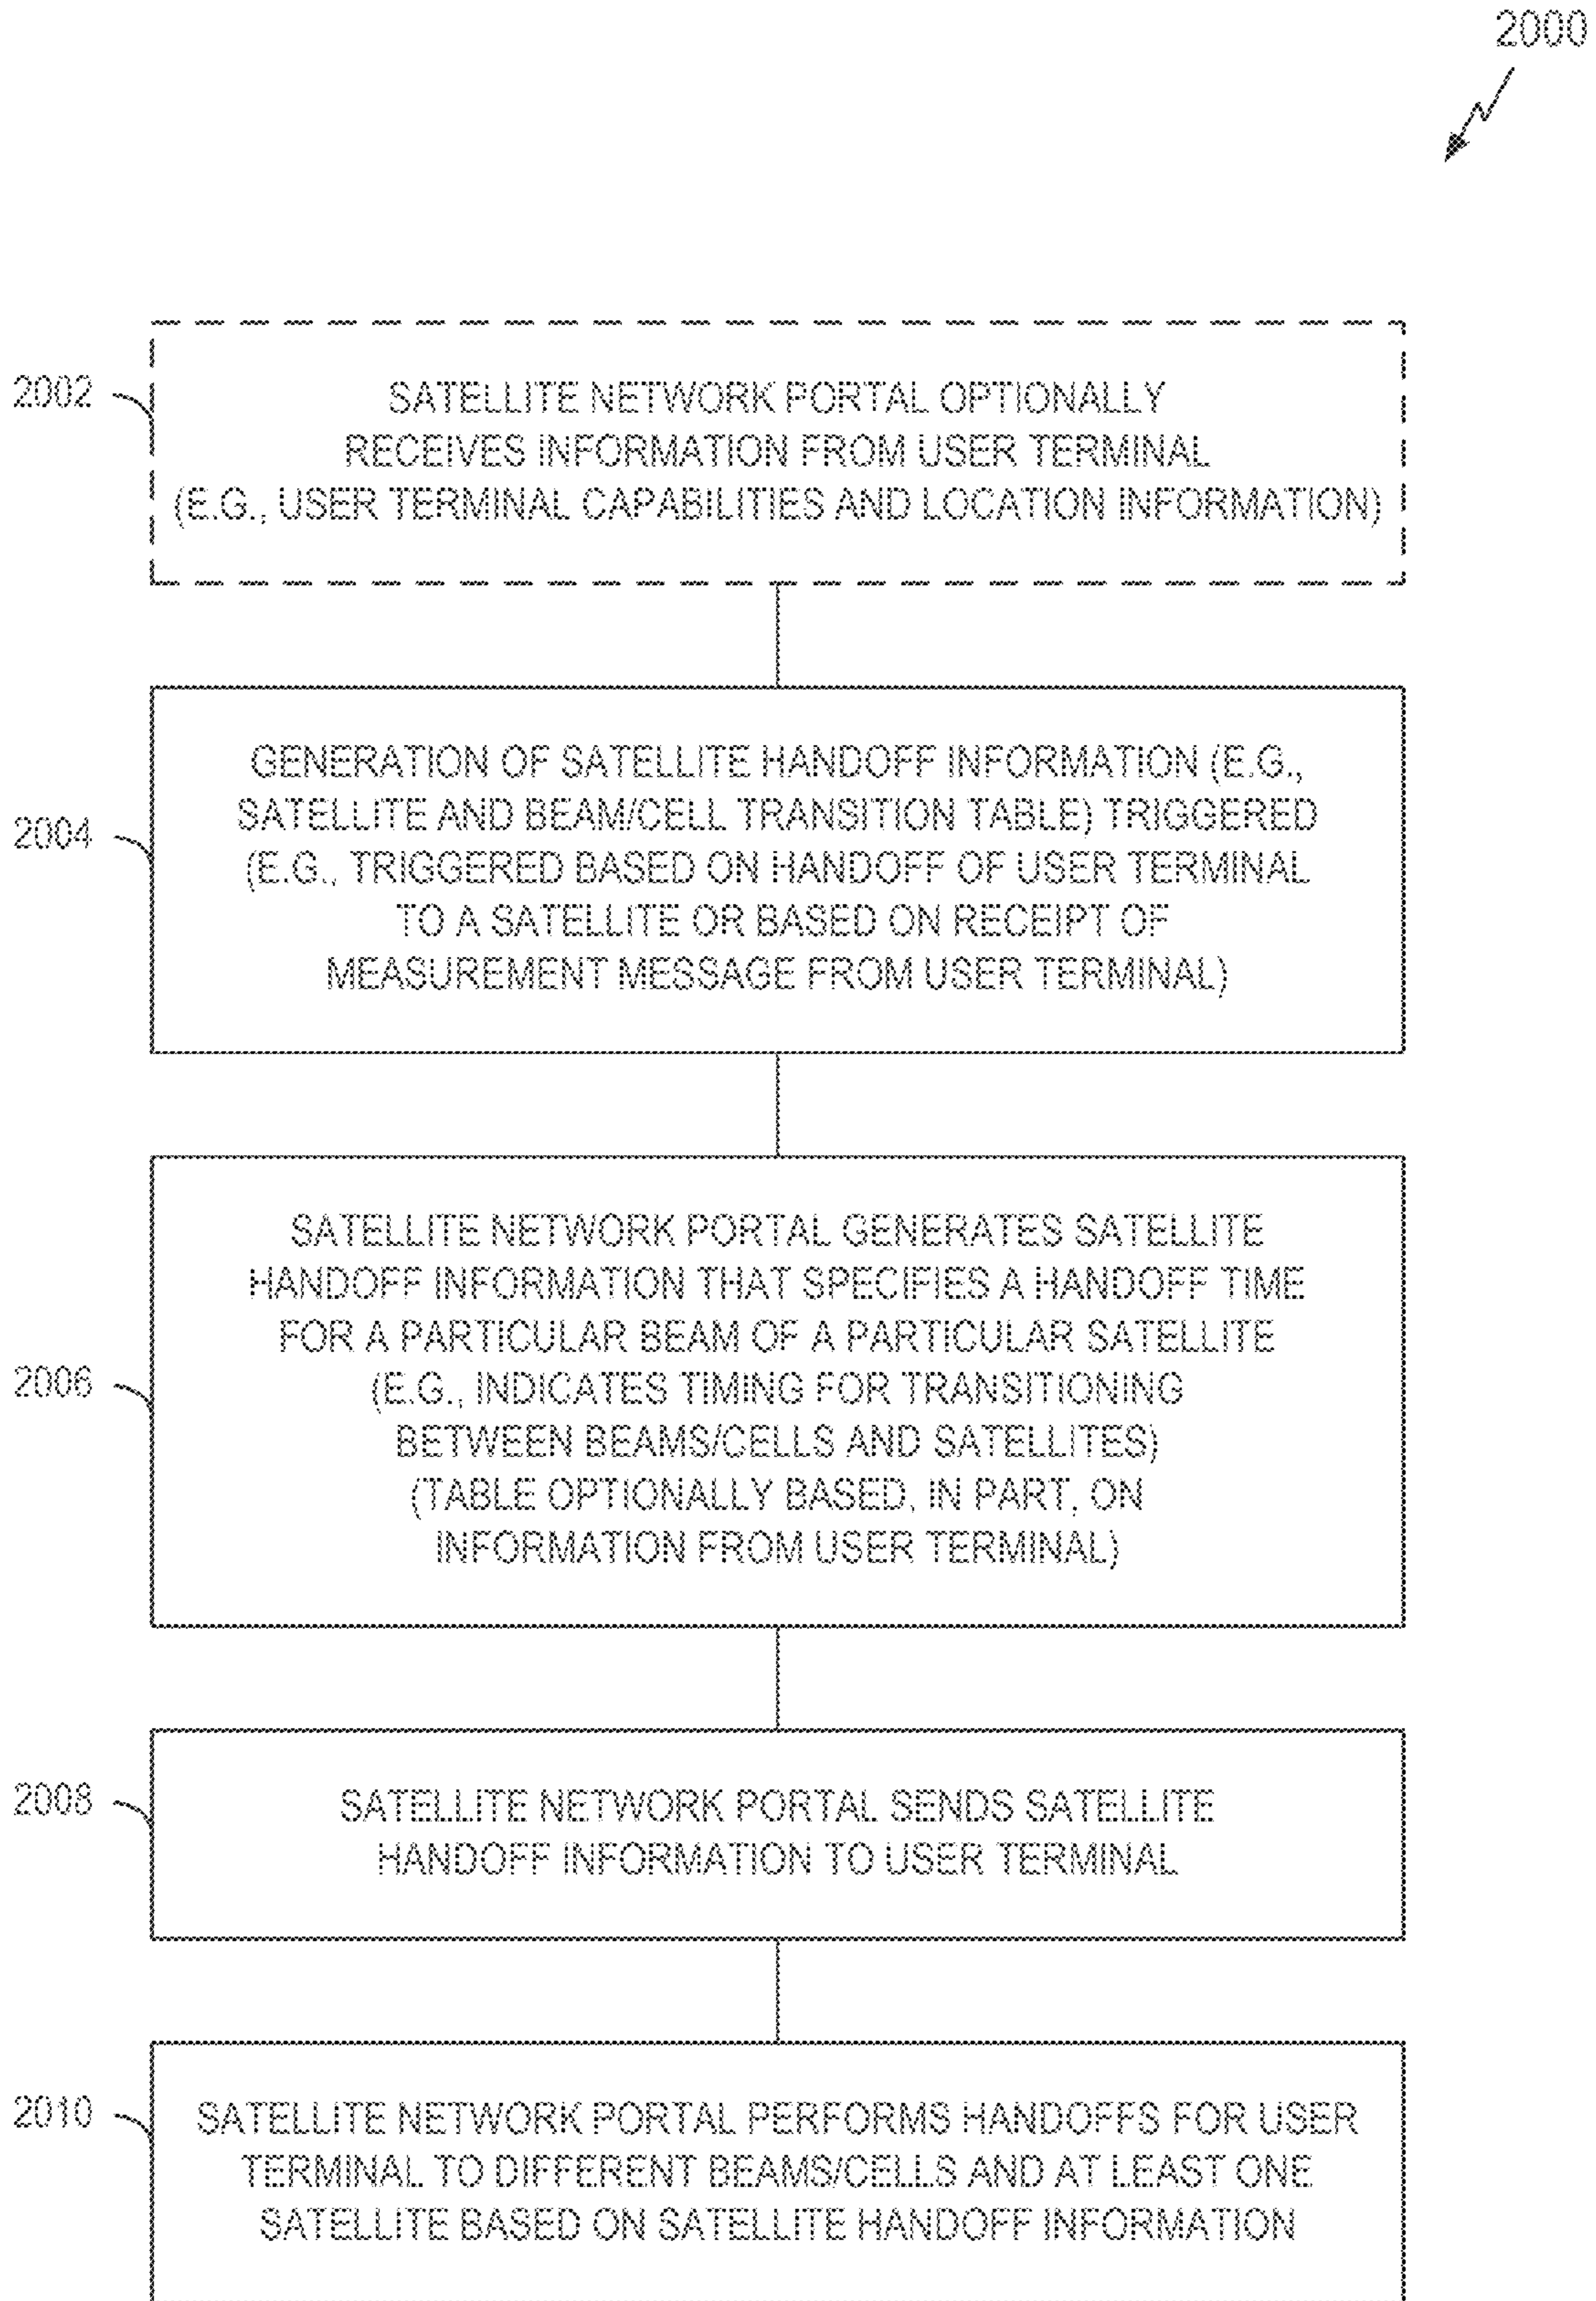 2000
2002
SATELLITE NETWORK PORTAL OPTIONALLY
RECEIVES INFORMATION FROM USER TERMINAL
(E.G., USER TERMINAL CAPABILITIES AND LOCATION INFORMATION)
2004
GENERATION OF SATELLITE HANDOFF INFORMATION (E.G.,
SATELLITE AND BEAM/CELL TRANSITION TABLE) TRIGGERED
(E.G., TRIGGERED BASED ON HANDOFF OF USER TERMINAL
TO A SATELLITE OR BASED ON RECEIPT OF
MEASUREMENT MESSAGE FROM USER TERMINAL)
2006
SATELLITE NETWORK PORTAL GENERATES SATELLITE
HANDOFF INFORMATION THAT SPECIFIES A HANDOFF TIME
FOR A PARTICULAR BEAM OF A PARTICULAR SATELLITE
(E.G., INDICATES TIMING FOR TRANSITIONING
BETWEEN BEAMS/CELLS AND SATELLITES)
(TABLE OPTIONALLY BASED, IN PART, ON
INFORMATION FROM USER TERMINAL)
2008
SATELLITE NETWORK PORTAL SENDS SATELLITE
HANDOFF INFORMATION TO USER TERMINAL
2010
SATELLITE NETWORK PORTAL PERFORMS HANDOFFS FOR USER
TERMINAL TO DIFFERENT BEAMS/CELLS AND AT LEAST ONE
SATELLITE BASED ON SATELLITE HANDOFF INFORMATION